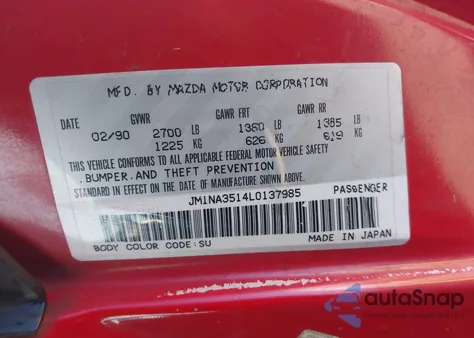 MFD. BY MAZDA MOTOR CORPORATION
DATE GVWR GAWR FRT GAWR RR
02/90 2700 LB 1380 LB 1385 LB
1225 KG 626 KG 619 KG
THIS VEHICLE CONFORMS TO ALL APPLICABLE FEDERAL MOTOR VEHICLE SAFETY
, BUMPER, AND THEFT PREVENTION
STANDARD IN EFFECT ON THE DATE OF MANUFACTURE SHOWN ABOVE.
JM1NA3514L0137985 PASSENGER
BODY COLOR CODE: SU MADE IN JAPAN
autoSnap